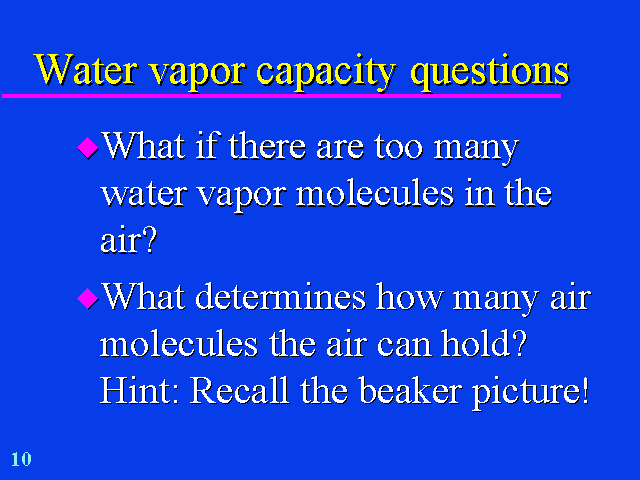 Water vapor capacity questions
What if there are too many
water vapor molecules in the
air?
What determines how many air
molecules the air can hold?
Hint: Recall the beaker picture!
10